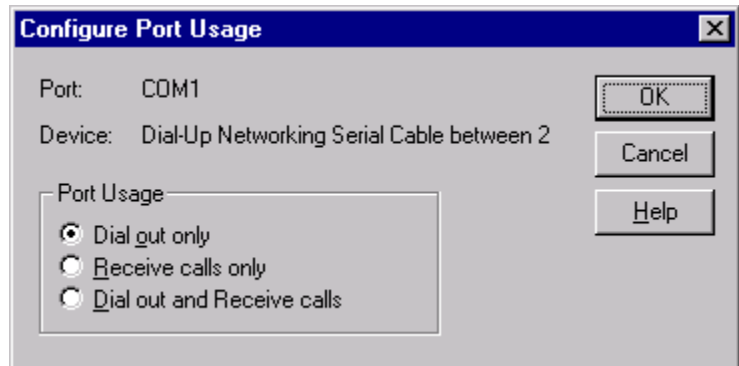 Configure Port Usage
Port: COM1
Device: Dial-Up Networking Serial Cable between 2
OK
Cancel
Help
Port Usage
Dial out only
Receive calls only
Dial out and Receive calls